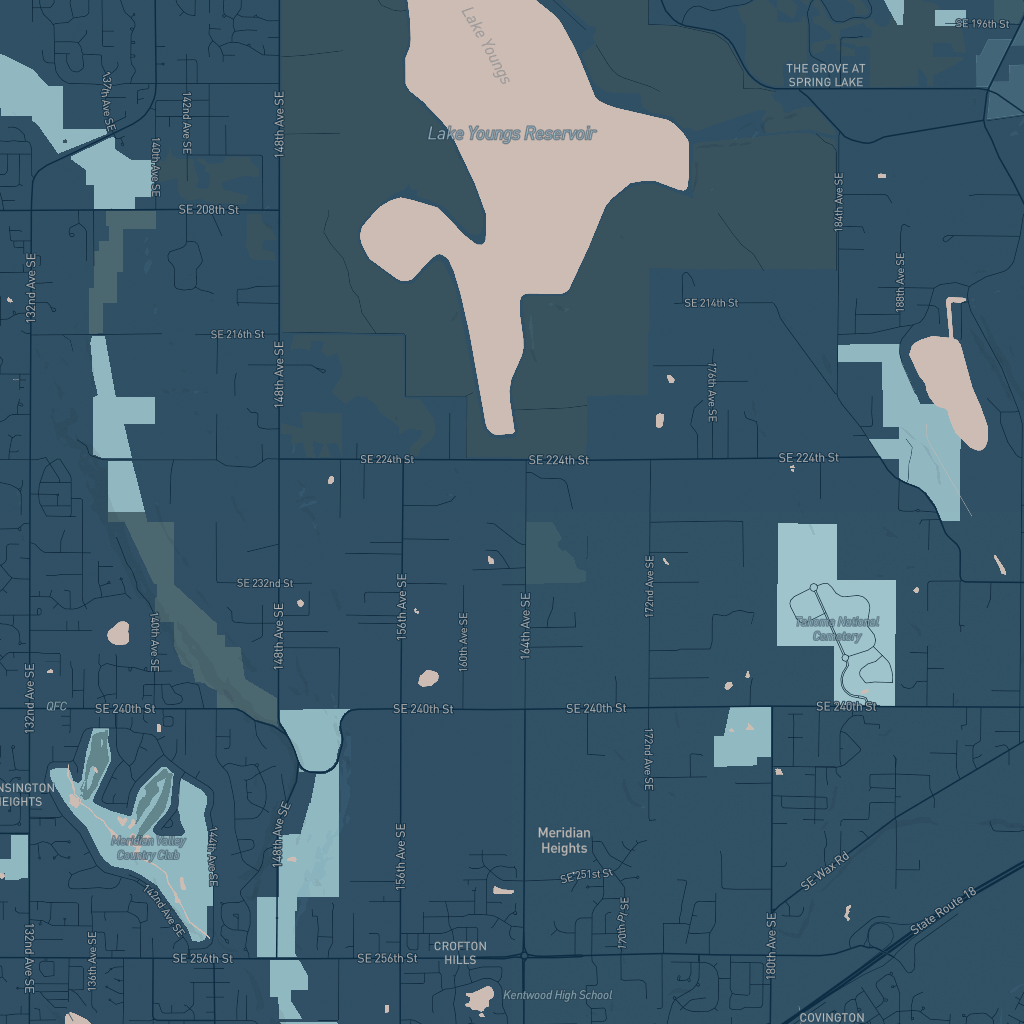 SE 196th St
Lake Youngs
THE GROVE AT
SPRING LAKE
137th Ave SE
142nd Ave SE
148th Ave SE
Lake Youngs Reservoir
140th Ave SE
184th Ave SE
SE 208th St
132nd Ave SE
188th Ave SE
SE 214th St
SE 216th St
148th Ave SE
176th Ave SE
SE 224th St
SE 224th St
SE 224th St
SE 232nd St
156th Ave SE
172nd Ave SE
140th Ave SE
148th Ave SE
160th Ave SE
164th Ave SE
Tahoma National
Cemetery
132nd Ave SE
QFC
SE 240th St
SE 240th St
SE 240th St
SE 240th St
172nd Ave SE
NSINGTON
HEIGHTS
148th Ave SE
Meridian Valley
Country Club
144th Ave SE
156th Ave SE
Meridian
Heights
SE 251st St
SE Wax Rd
142nd Ave SE
170th Pl SE
State Route 18
132nd Ave SE
136th Ave SE
180th Ave SE
CROFTON
HILLS
SE 256th St
SE 256th St
Kentwood High School
COVINGTON